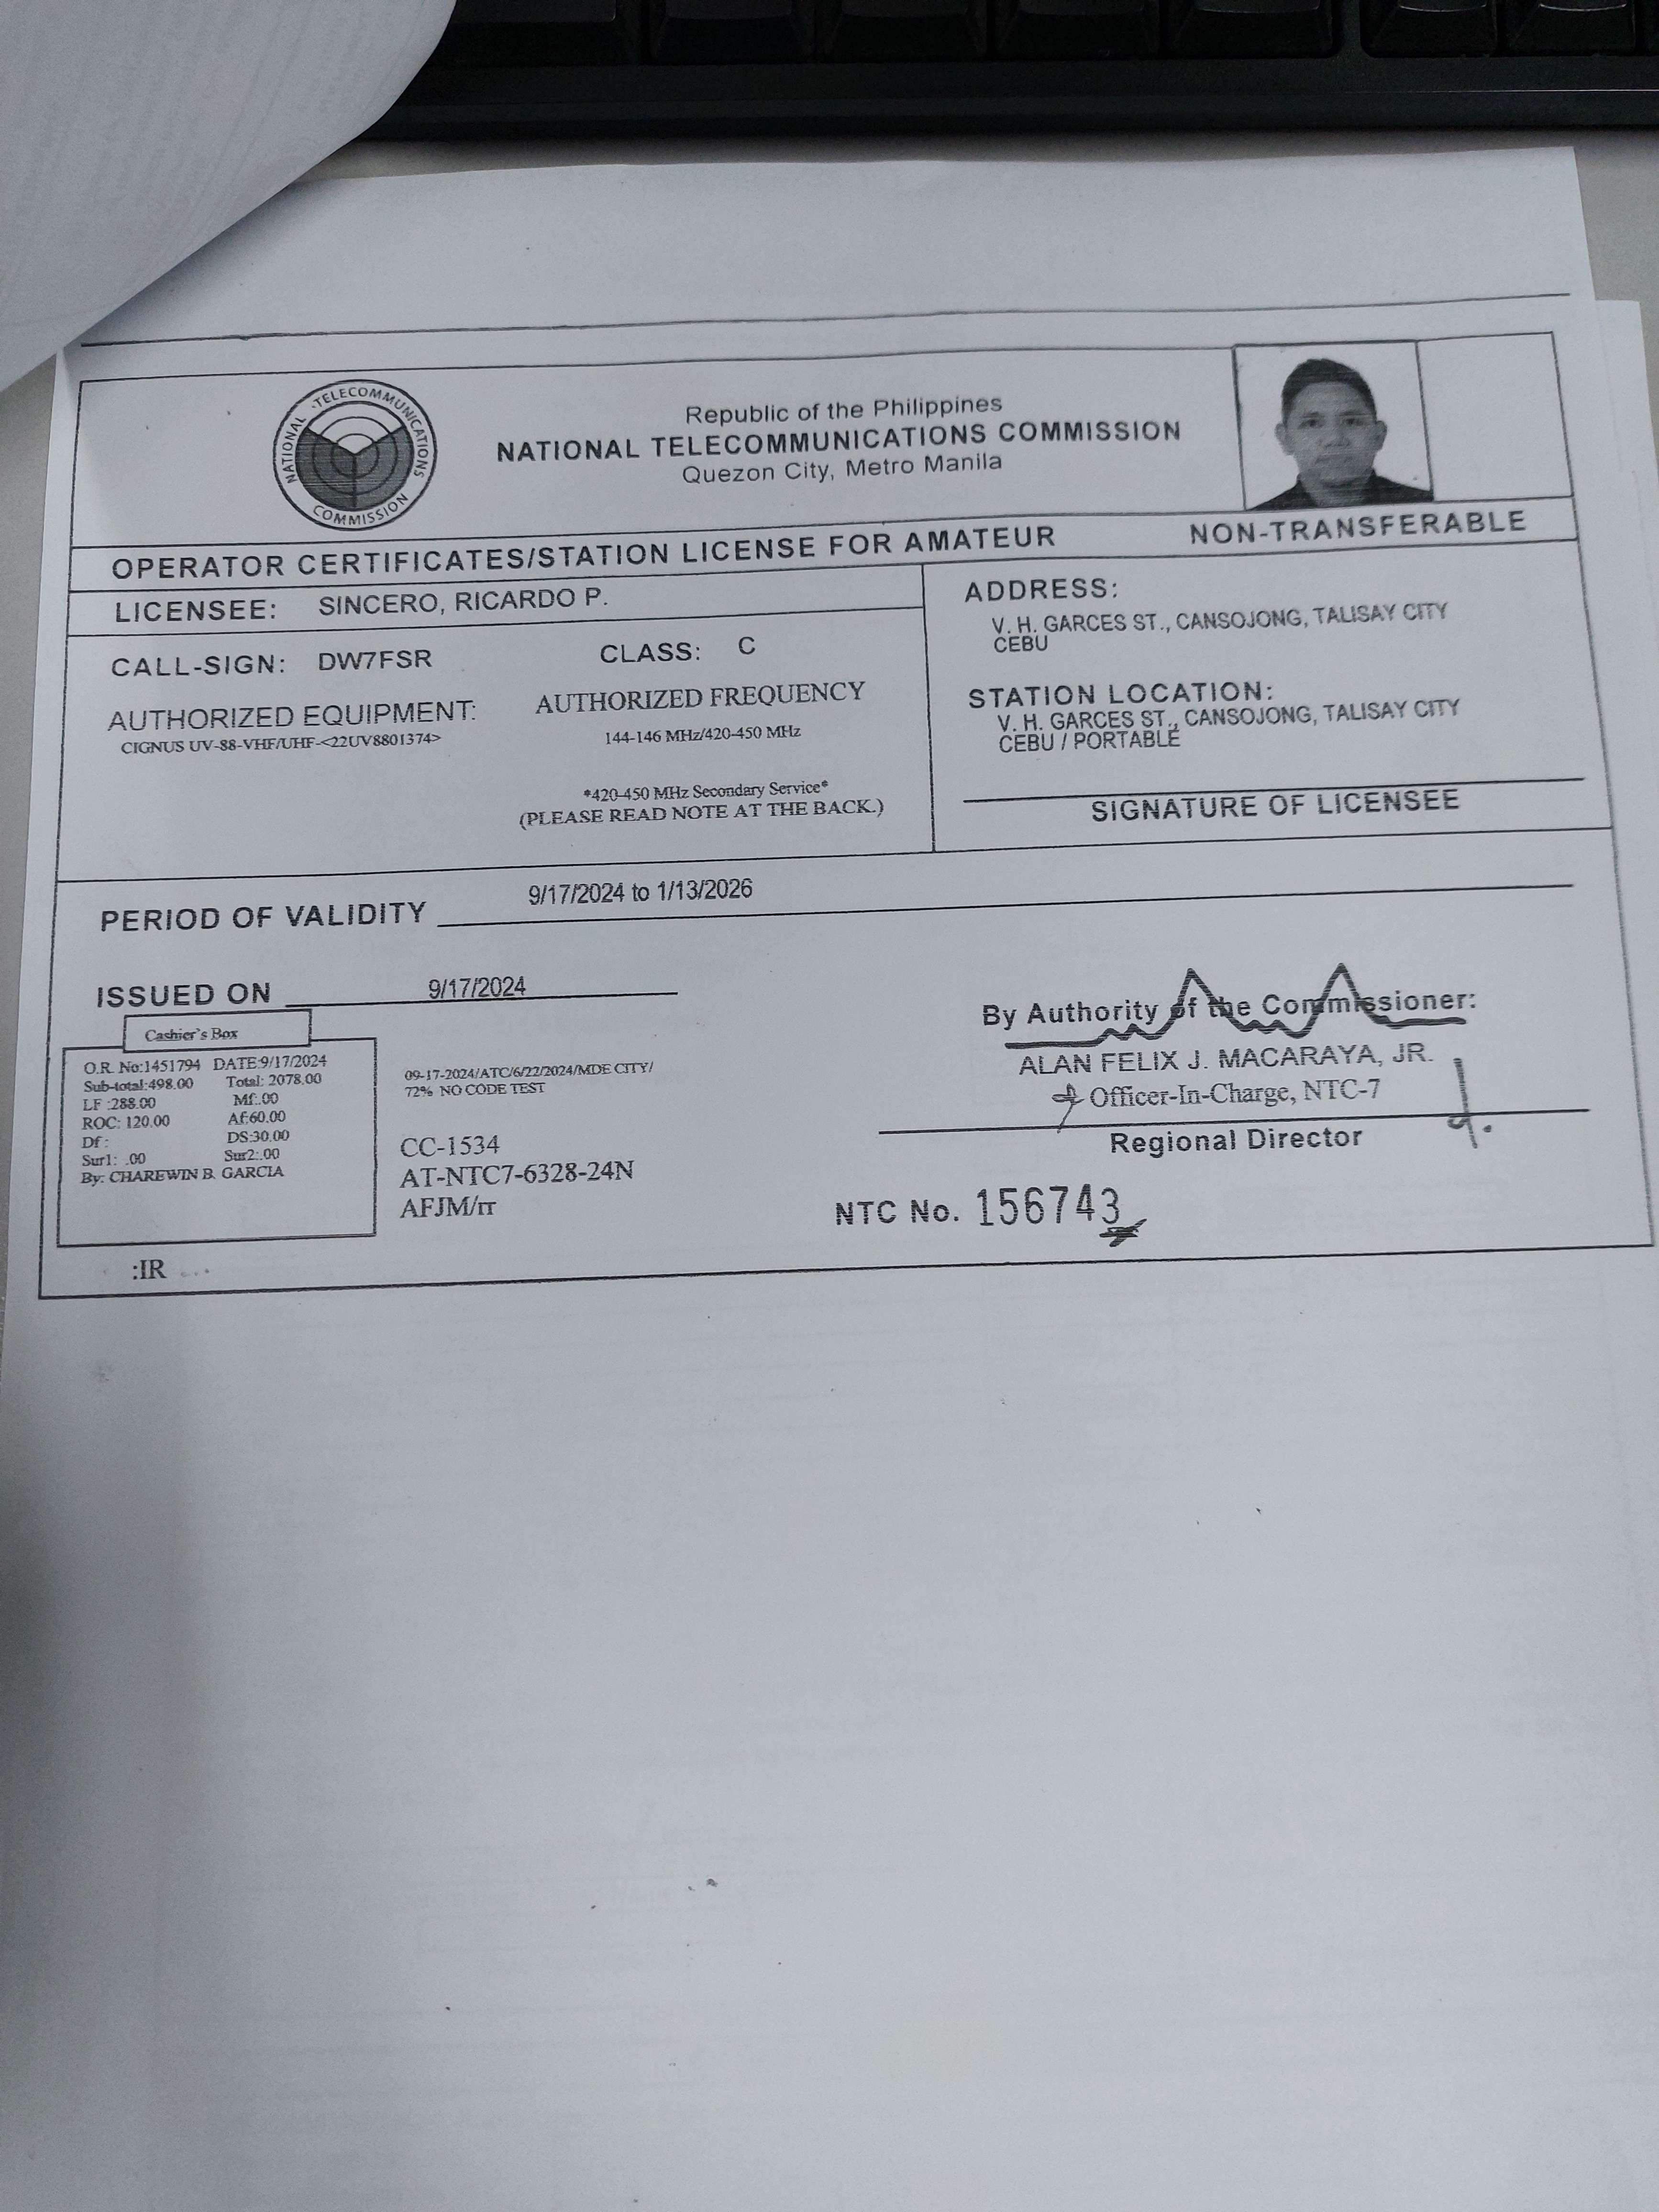 NATIONAL TELECOMMUNICATIONS COMMISSION
Republic of the Philippines
NATIONAL TELECOMMUNICATIONS COMMISSION
Quezon City, Metro Manila
OPERATOR CERTIFICATES/STATION LICENSE FOR AMATEUR NON-TRANSFERABLE
LICENSEE: SINCERO, RICARDO P.
CALL-SIGN: DW7FSR CLASS: C
AUTHORIZED EQUIPMENT: AUTHORIZED FREQUENCY
CIGNUS UV-88-VHF/UHF-<22UV8801374> 144-146 MHz/420-450 MHz
*420-450 MHz Secondary Service*
(PLEASE READ NOTE AT THE BACK.)
ADDRESS:
V. H. GARCES ST., CANSOJONG, TALISAY CITY
CEBU
STATION LOCATION:
V. H. GARCES ST., CANSOJONG, TALISAY CITY
CEBU / PORTABLE
SIGNATURE OF LICENSEE
PERIOD OF VALIDITY 9/17/2024 to 1/13/2026
ISSUED ON 9/17/2024
Cashier's Box
O.R. No:1451794 DATE:9/17/2024
Sub-total:498.00 Total: 2078.00
LF :288.00 Mf:.00
ROC: 120.00 Af:60.00
Df : DS:30.00
Sur1: .00 Sur2:.00
By: CHAREWIN B. GARCIA
:IR
09-17-2024/ATC/6/22/2024/MDE CITY/
72% NO CODE TEST
CC-1534
AT-NTC7-6328-24N
AFJM/rr
By Authority of the Commissioner:
ALAN FELIX J. MACARAYA, JR.
Officer-In-Charge, NTC-7
Regional Director
NTC No. 156743